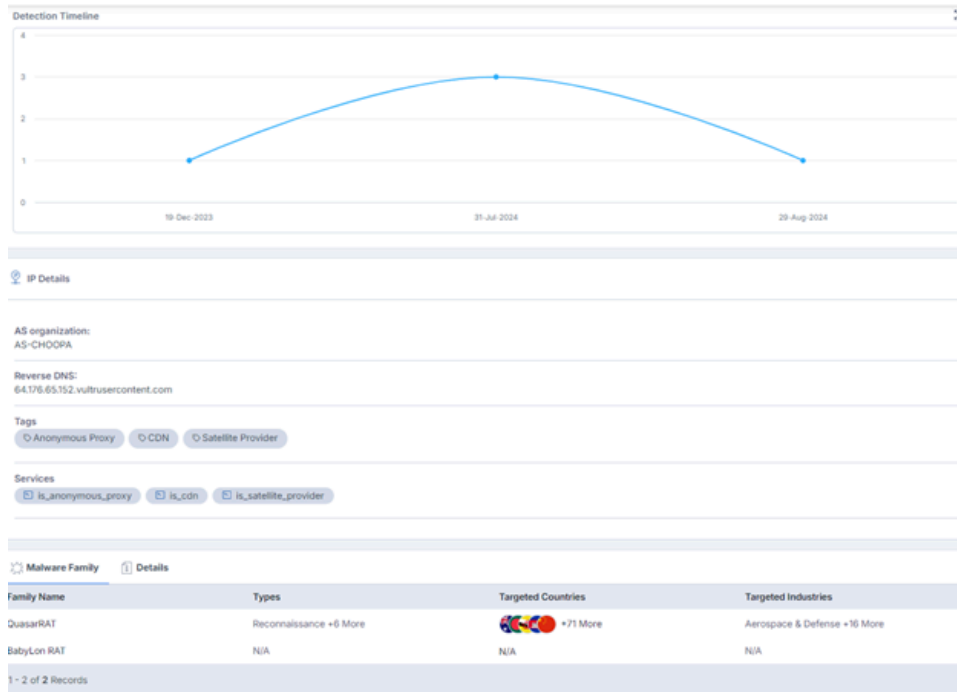 Detection Timeline
4
3
2
1
0
19-Dec-2023 31-Jul-2024 29-Aug-2024
IP Details
AS organization:
AS-CHOOPA
Reverse DNS:
64.176.65.152.vultrusercontent.com
Tags
Anonymous Proxy CDN Satellite Provider
Services
is_anonymous_proxy is_cdn is_satellite_provider
Malware Family Details
Family Name Types Targeted Countries Targeted Industries
QuasarRAT Reconnaissance +6 More +71 More Aerospace & Defense +16 More
BabyLon RAT N/A N/A N/A
1 - 2 of 2 Records